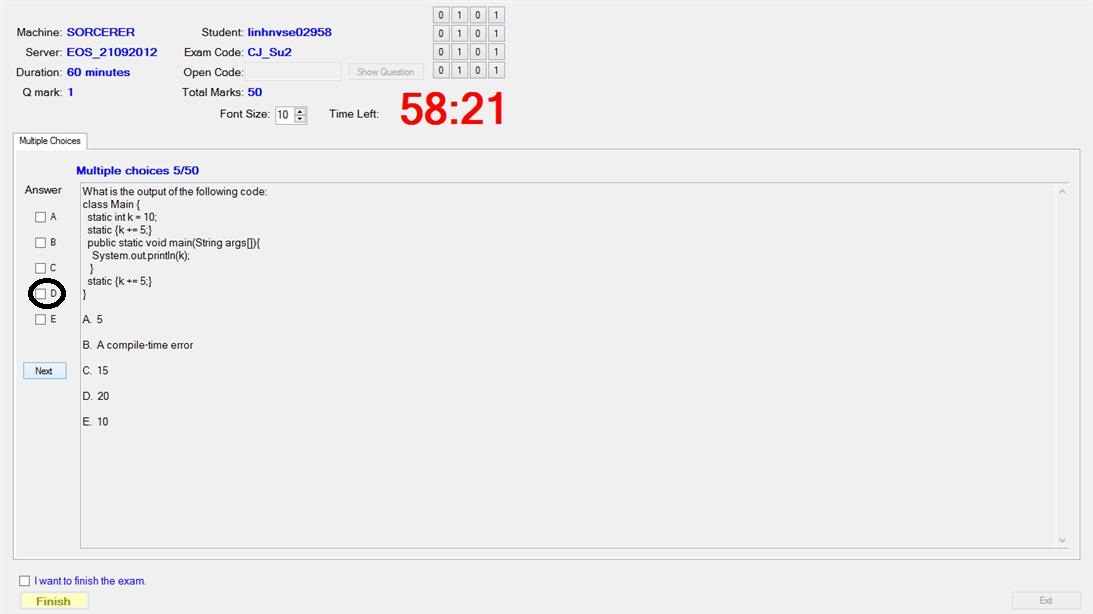 Machine: SORCERER
Student: linhnvse02958
0 1 0 1
Server: EOS_21092012
Exam Code: CJ_Su2
0 1 0 1
Duration: 60 minutes
Open Code:
Show Question
0 1 0 1
0 1 0 1
Q mark: 1
Total Marks: 50
Font Size: 10
Time Left: 58:21
Multiple Choices
Multiple choices 5/50
Answer
A
B
C
D
E
Next
What is the output of the following code:
class Main {
static int k = 10;
static {k += 5;}
public static void main(String args[]){
System.out.println(k);
}
static {k += 5;}
}
A. 5
B. A compile-time error
C. 15
D. 20
E. 10
I want to finish the exam.
Finish
Exit